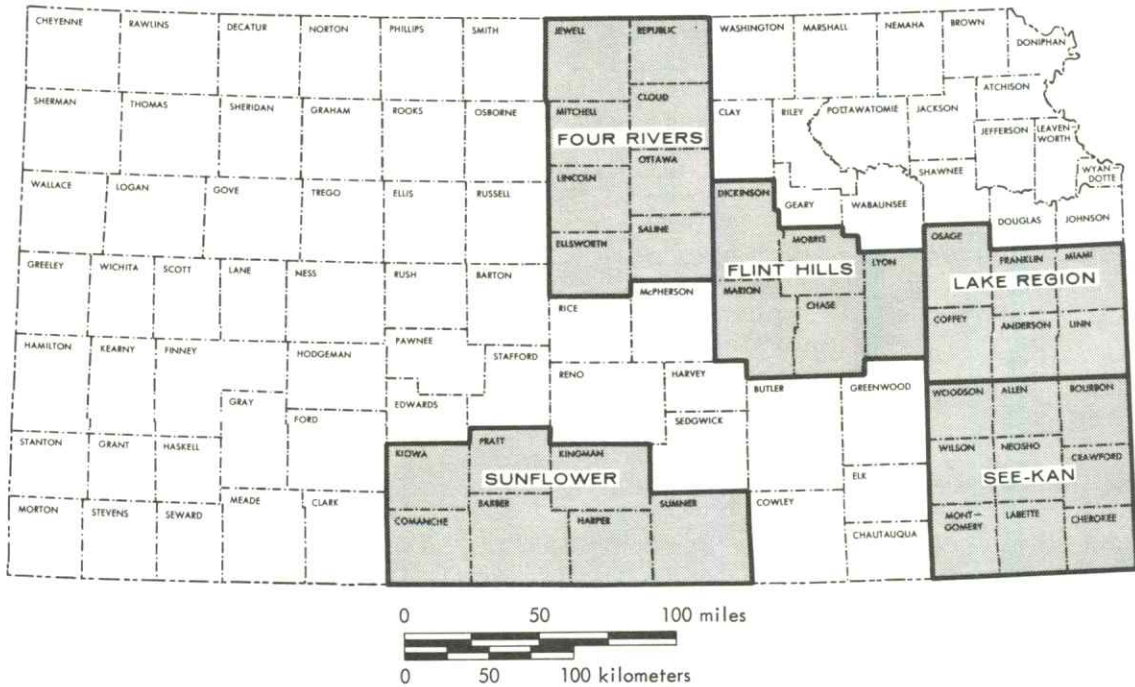 CHEYENNE
RAWLINS
DECATUR
NORTON
PHILLIPS
SMITH
JEWELL
REPUBLIC
WASHINGTON
MARSHALL
NEMAHA
BROWN
DONIPHAN
SHERMAN
THOMAS
SHERIDAN
GRAHAM
ROOKS
OSBORNE
MITCHELL
CLOUD
CLAY
RILEY
POTTAWATOMIE
JACKSON
ATCHISON
JEFFERSON
LEAVEN-
WORTH
FOUR RIVERS
OTTAWA
SHAWNEE
WYAN-
DOTTE
WALLACE
LOGAN
GOVE
TREGO
ELLIS
RUSSELL
LINCOLN
DICKINSON
GEARY
WABAUNSEE
DOUGLAS
JOHNSON
SALINE
ELLSWORTH
MORRIS
LYON
OSAGE
FRANKLIN
MIAMI
GREELEY
WICHITA
SCOTT
LANE
NESS
RUSH
BARTON
FLINT HILLS
LAKE REGION
RICE
McPHERSON
MARION
CHASE
COFFEY
ANDERSON
LINN
HAMILTON
KEARNY
FINNEY
HODGEMAN
PAWNEE
STAFFORD
RENO
HARVEY
BUTLER
GREENWOOD
WOODSON
ALLEN
BOURBON
GRAY
FORD
EDWARDS
SEDGWICK
STANTON
GRANT
HASKELL
KIOWA
PRATT
KINGMAN
WILSON
NEOSHO
CRAWFORD
SUNFLOWER
ELK
SEE-KAN
MORTON
STEVENS
SEWARD
MEADE
CLARK
COMANCHE
BARBER
HARPER
SUMNER
COWLEY
CHAUTAUQUA
MONT-
GOMERY
LABETTE
CHEROKEE
0 50 100 miles
0 50 100 kilometers